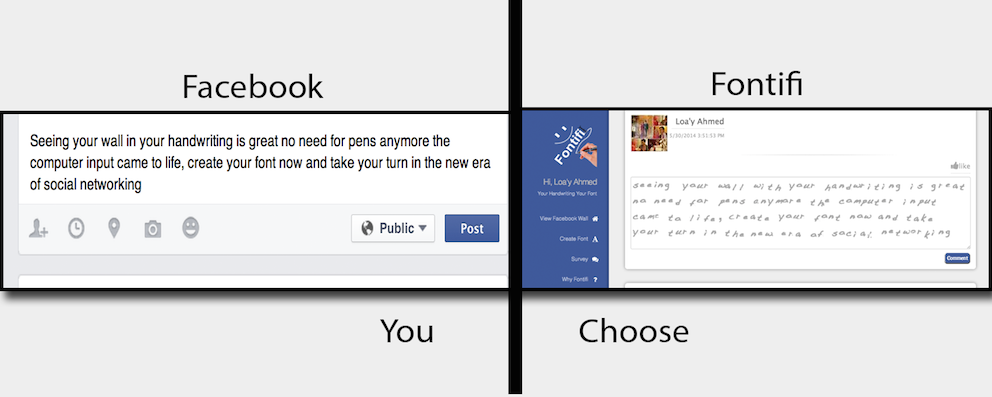 Facebook
Seeing your wall in your handwriting is great no need for pens anymore the
computer input came to life, create your font now and take your turn in the new era
of social networking
Public
Post
You
Fontifi
Fontifi
Hi, Loa'y Ahmed
Your Handwriting Your Font
View Facebook Wall
Create Font
Survey
Why Fontifi
Loa'y Ahmed
5/30/2014 3:51:53 PM
like
seeing your wall with your handwriting is great
no need for pens anymore the computer input
came to life, create your font now and take
your turn in the new era of social networking
Comment
Choose